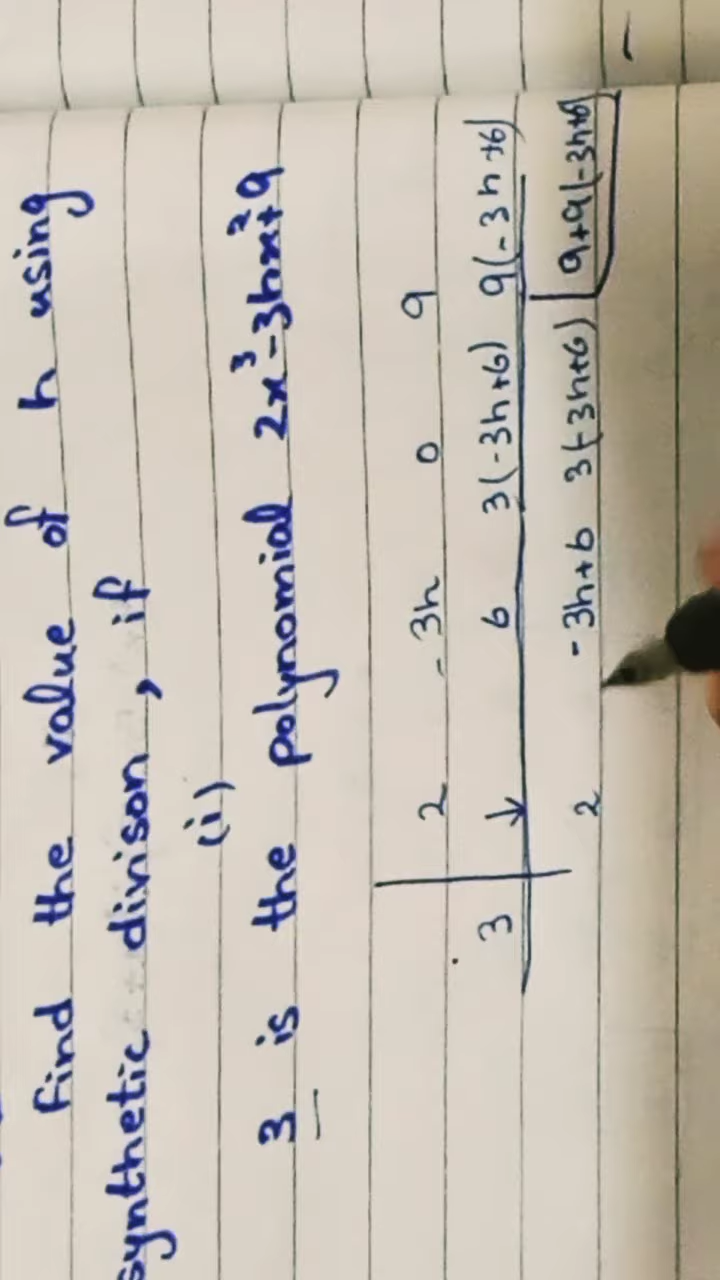 Find the value of h using
synthetic divison, if
(i)
3 is the polynomial 2x³-3hx²+9
2 -3h 0 9
3 ↓ 6 3(-3h+6) 9(-3h+6)
2 -3h+6 3(-3h+6) 9+9(-3h+6)